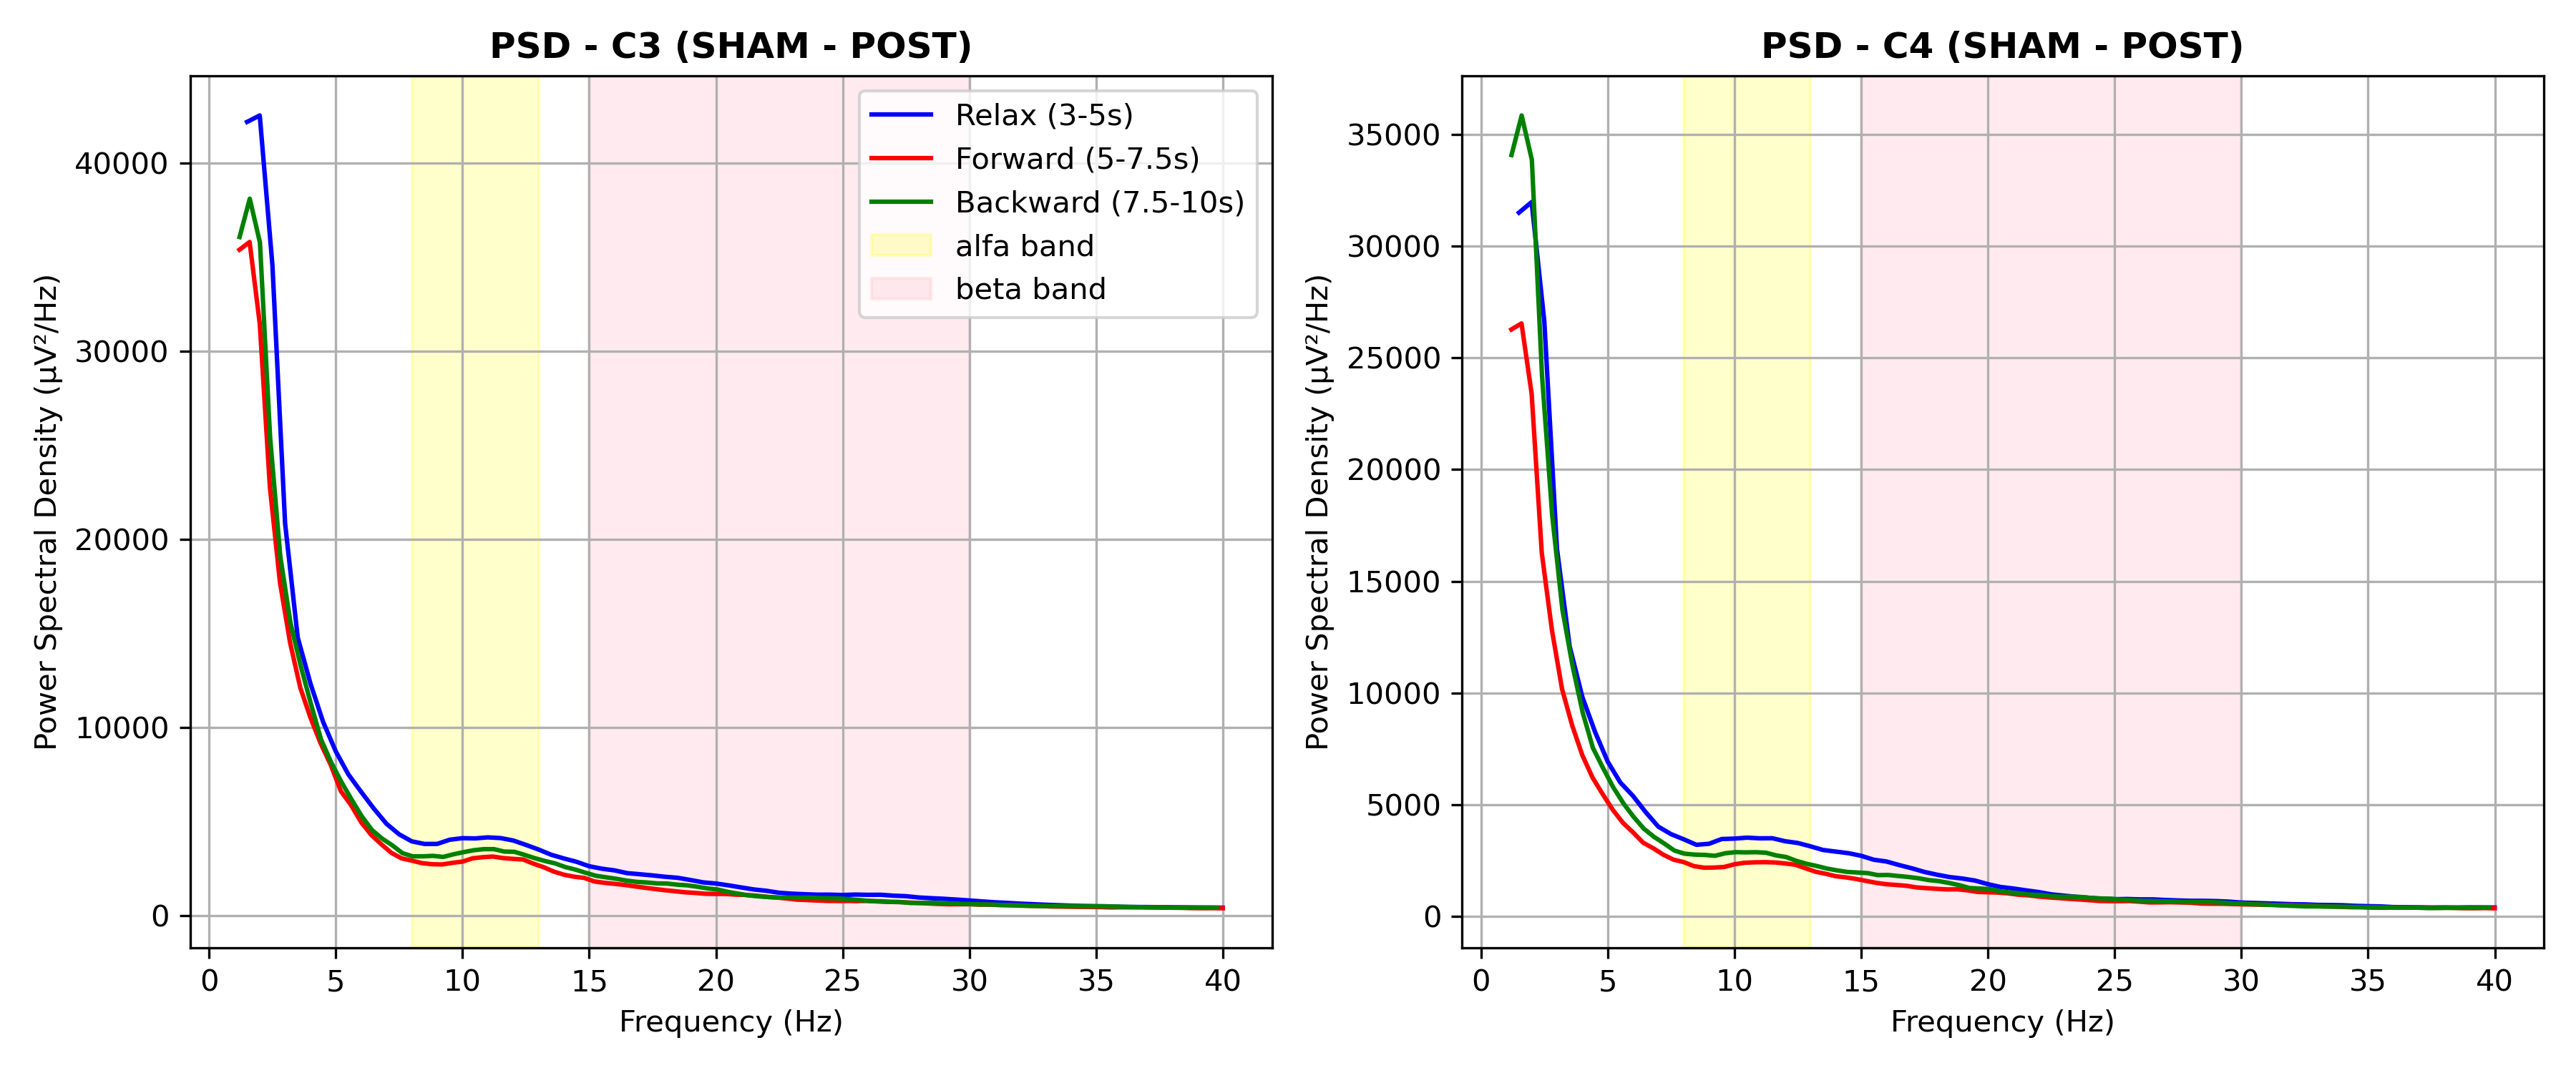 PSD - C3 (SHAM - POST)
Power Spectral Density (µV²/Hz)
40000
30000
20000
10000
0
0 5 10 15 20 25 30 35 40
Frequency (Hz)
Relax (3-5s)
Forward (5-7.5s)
Backward (7.5-10s)
alfa band
beta band
PSD - C4 (SHAM - POST)
Power Spectral Density (µV²/Hz)
35000
30000
25000
20000
15000
10000
5000
0
0 5 10 15 20 25 30 35 40
Frequency (Hz)